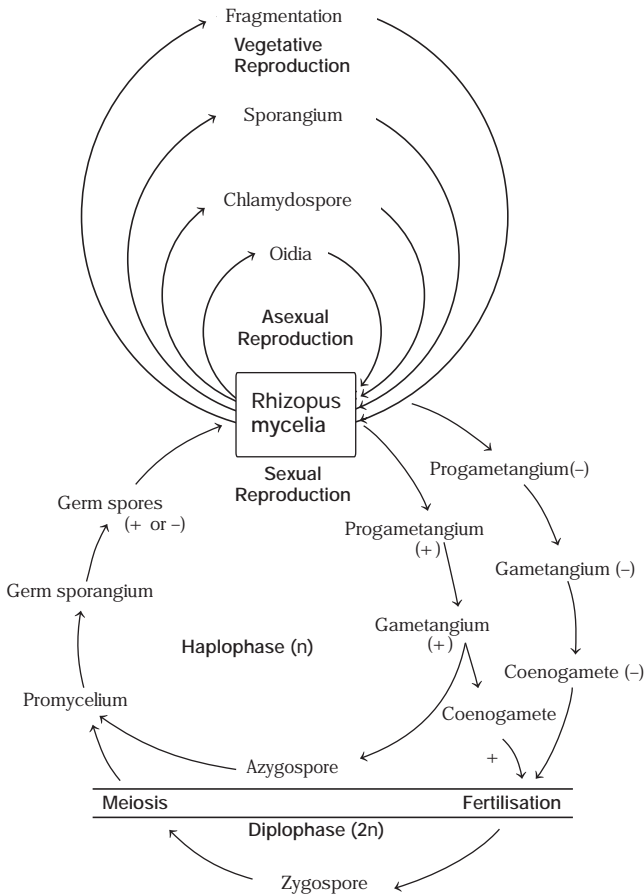 Fragmentation
Vegetative
Reproduction
Sporangium
Chlamydospore
Oidia
Asexual
Reproduction
Rhizopus
mycelia
Sexual
Reproduction
Progametangium(–)
Germ spores
(+ or –)
Progametangium
(+)
Gametangium (–)
Germ sporangium
Gametangium
(+)
Haplophase (n)
Coenogamete (–)
Promycelium
Coenogamete
+
Azygospore
Meiosis
Fertilisation
Diplophase (2n)
Zygospore